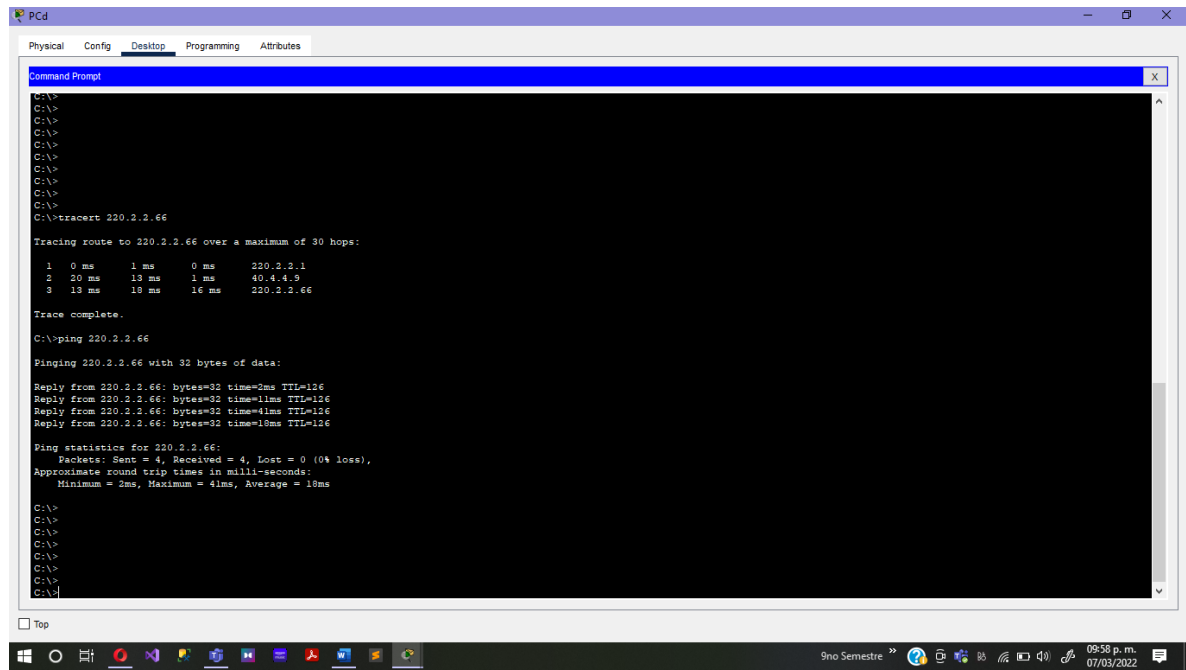 PCd
Physical Config Desktop Programming Attributes
Command Prompt
X
C:\>
C:\>
C:\>
C:\>
C:\>
C:\>
C:\>
C:\>
C:\>
C:\>
C:\>tracert 220.2.2.66
Tracing route to 220.2.2.66 over a maximum of 30 hops:
1 0 ms 1 ms 0 ms 220.2.2.1
2 20 ms 13 ms 1 ms 40.4.4.9
3 13 ms 18 ms 16 ms 220.2.2.66
Trace complete.
C:\>ping 220.2.2.66
Pinging 220.2.2.66 with 32 bytes of data:
Reply from 220.2.2.66: bytes=32 time=2ms TTL=126
Reply from 220.2.2.66: bytes=32 time=11ms TTL=126
Reply from 220.2.2.66: bytes=32 time=41ms TTL=126
Reply from 220.2.2.66: bytes=32 time=18ms TTL=126
Ping statistics for 220.2.2.66:
Packets: Sent = 4, Received = 4, Lost = 0 (0% loss),
Approximate round trip times in milli-seconds:
Minimum = 2ms, Maximum = 41ms, Average = 18ms
C:\>
C:\>
C:\>
C:\>
C:\>
C:\>
C:\>
C:\>
Top
9no Semestre
09:58 p. m.
07/03/2022